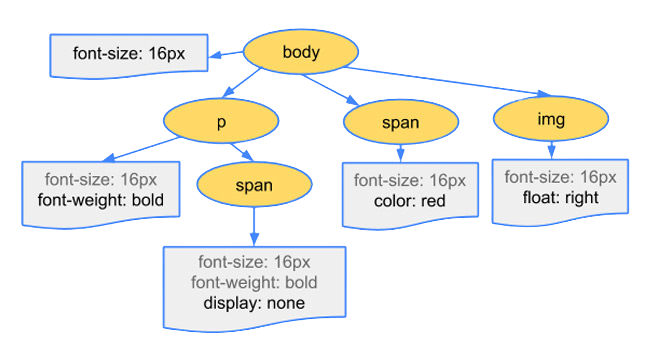 font-size: 16px
body
p
span
img
font-size: 16px
font-weight: bold
span
font-size: 16px
color: red
font-size: 16px
float: right
font-size: 16px
font-weight: bold
display: none